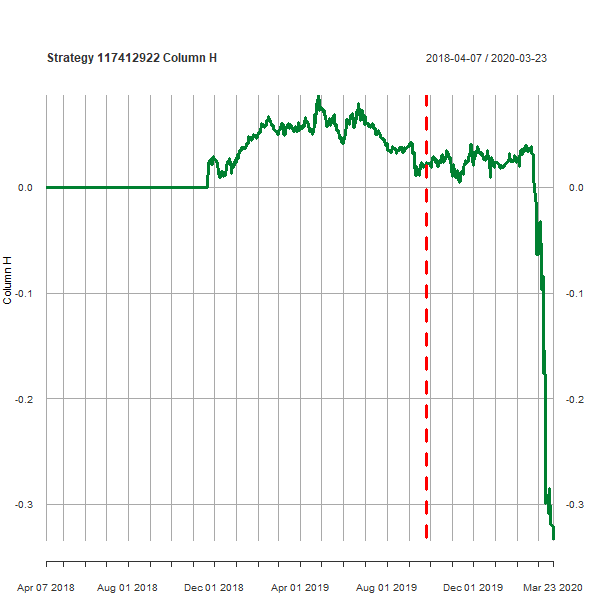 Strategy 117412922 Column H
2018-04-07 / 2020-03-23
0.0 0.0
-0.1 -0.1
-0.2 -0.2
-0.3 -0.3
Column H
Apr 07 2018 Aug 01 2018 Dec 01 2018 Apr 01 2019 Aug 01 2019 Dec 01 2019 Mar 23 2020